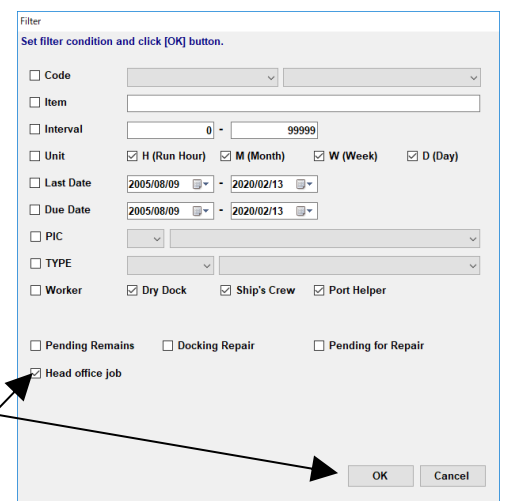 Filter
Set filter condition and click [OK] button.
Code
Item
Interval 0 - 99999
Unit H (Run Hour) M (Month) W (Week) D (Day)
Last Date 2005/08/09 - 2020/02/13
Due Date 2005/08/09 - 2020/02/13
PIC
TYPE
Worker Dry Dock Ship's Crew Port Helper
Pending Remains Docking Repair Pending for Repair
Head office job
OK Cancel